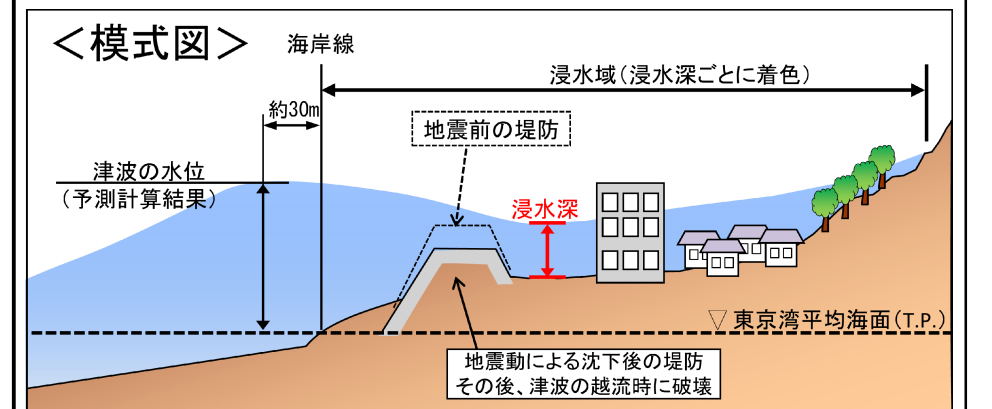 ＜模式図＞
海岸線
浸水域（浸水深ごとに着色）
約30m
地震前の堤防
津波の水位
（予測計算結果）
浸水深
▽東京湾平均海面（T.P.）
地震動による沈下後の堤防
その後、津波の越流時に破壊